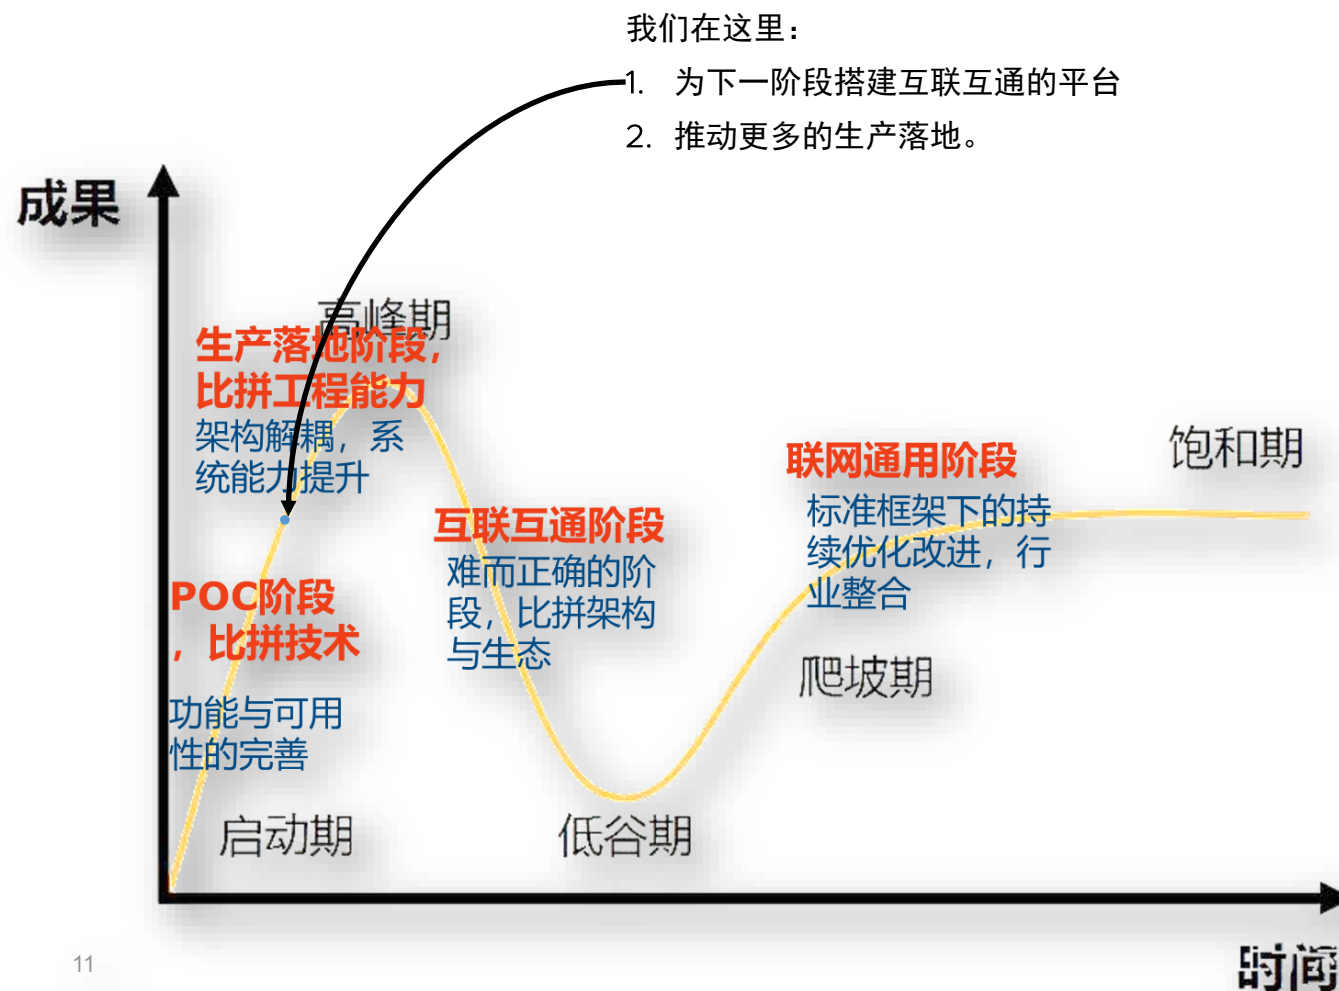 我们在这里：
1. 为下一阶段搭建互联互通的平台
2. 推动更多的生产落地。
成果
高峰期
生产落地阶段，
比拼工程能力
架构解耦，系
统能力提升
饱和期
联网通用阶段
标准框架下的持
续优化改进，行
业整合
互联互通阶段
难而正确的阶
段，比拼架构
与生态
POC阶段
，比拼技术
功能与可用
性的完善
爬坡期
启动期
低谷期
时间
11